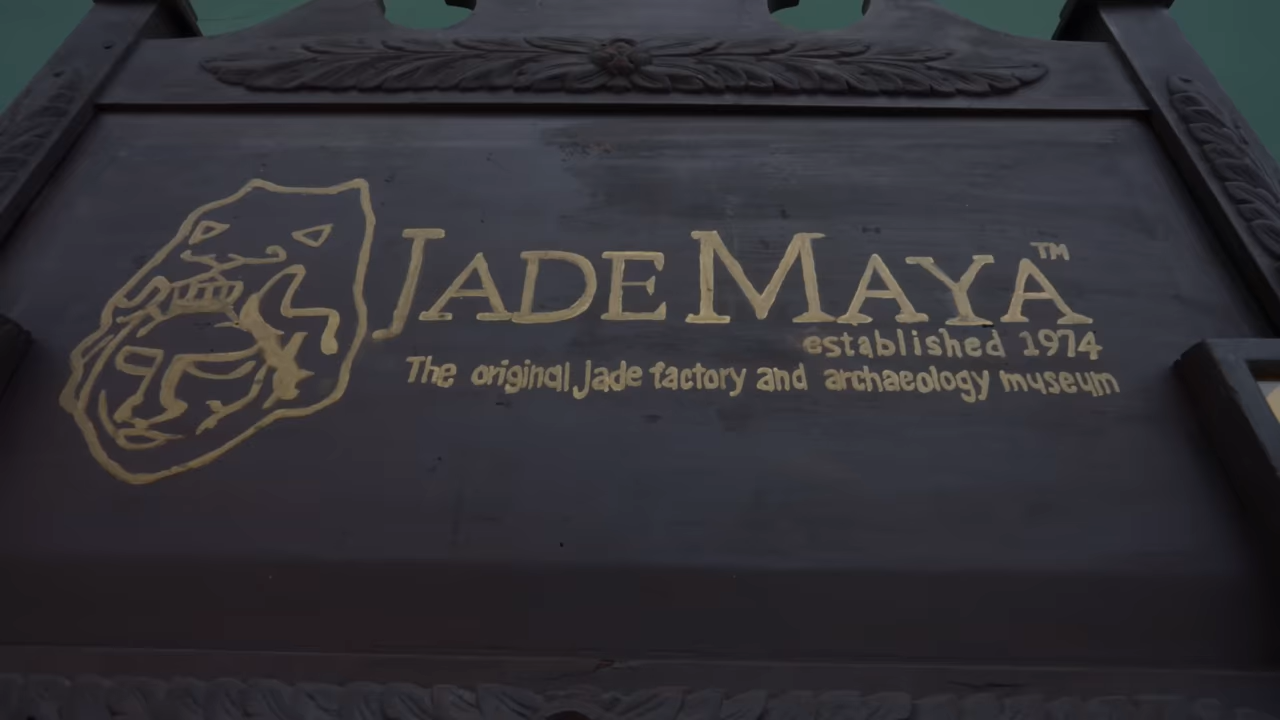 JADE MAYA™
established 1974
The original Jade factory and archaeology museum